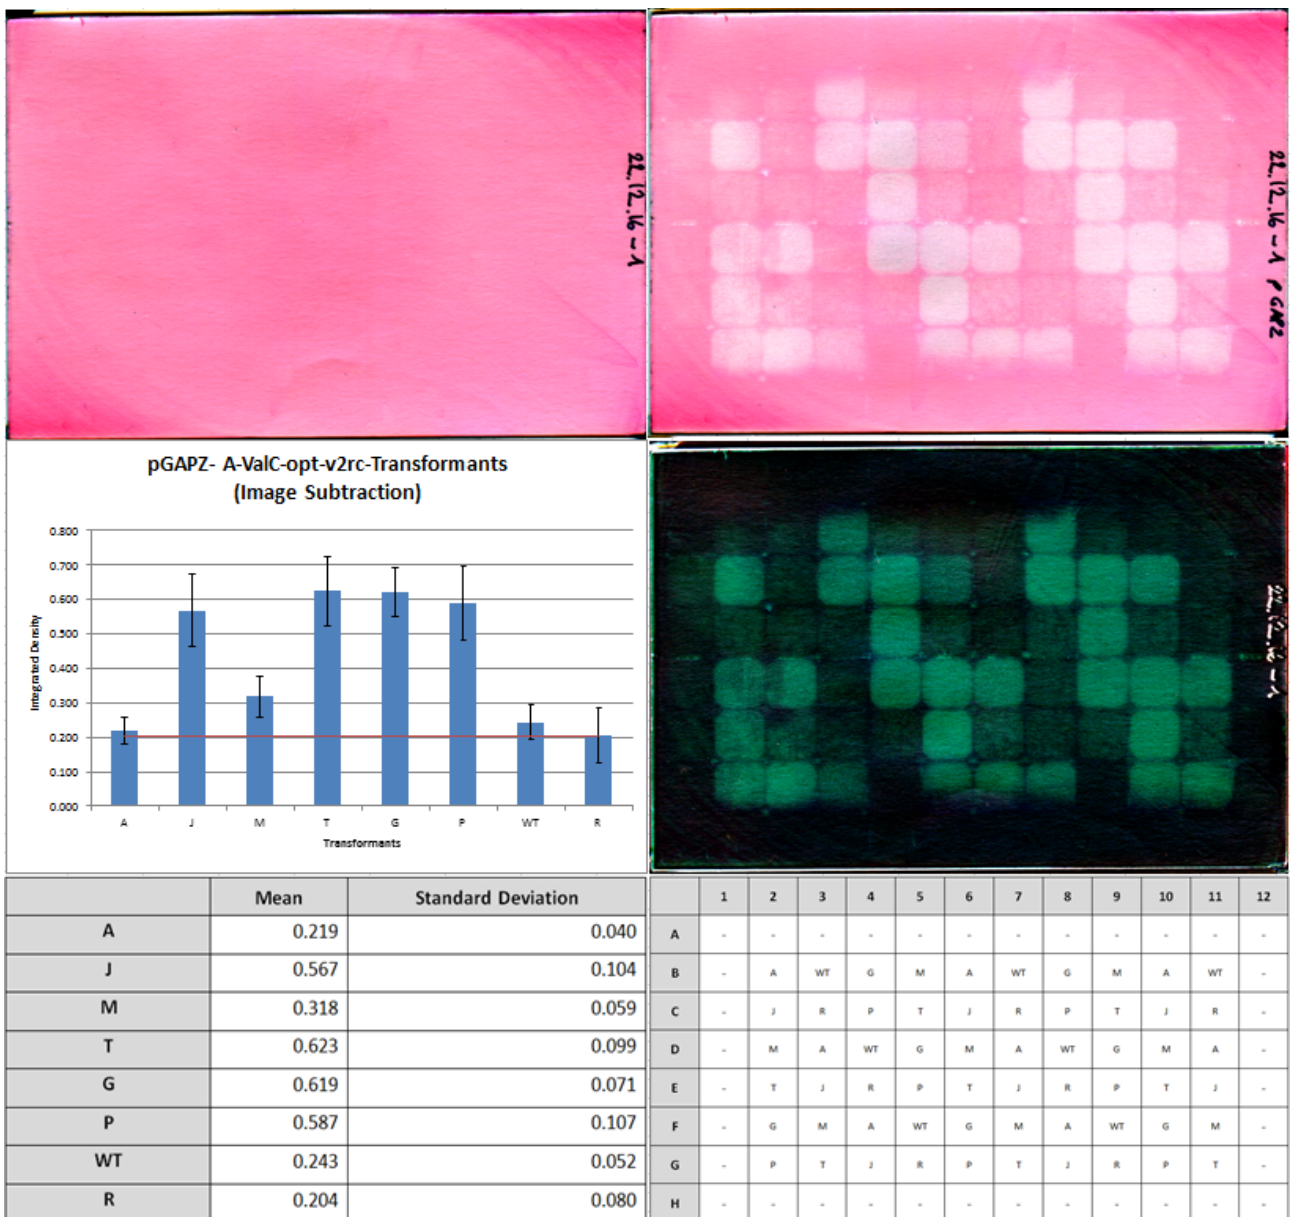 22.12.16 - 1
22.12.16 - 1 pGAPZ
pGAPZ- A-ValC-opt-v2rc-Transformants
(Image Subtraction)
0.800
0.700
0.600
0.500
0.400
0.300
0.200
0.100
0.000
Integrated Density
A J M T G P WT R
Transformants
Mean Standard Deviation
A 0.219 0.040
J 0.567 0.104
M 0.318 0.059
T 0.623 0.099
G 0.619 0.071
P 0.587 0.107
WT 0.243 0.052
R 0.204 0.080
1 2 3 4 5 6 7 8 9 10 11 12
A - - - - - - - - - - - -
B - A WT G M A WT G M A WT -
C - J R P T J R P T J R -
D - M A WT G M A WT G M A -
E - T J R P T J R P T J -
F - G M A WT G M A WT G M -
G - P T J R P T J R P T -
H - - - - - - - - - - - -